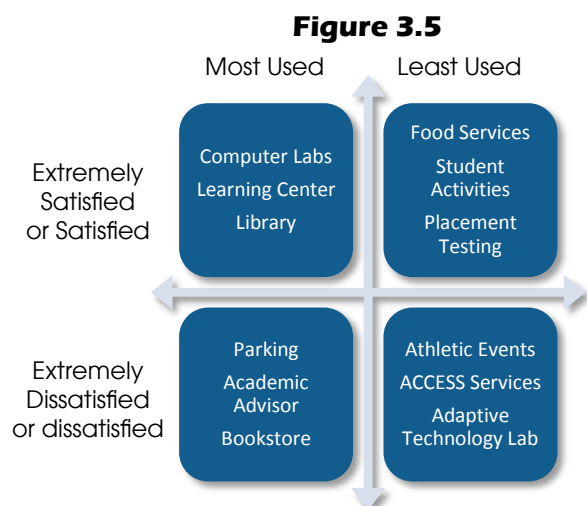 Figure 3.5
Most Used
Least Used
Extremely
Satisfied
or Satisfied
Computer Labs
Learning Center
Library
Food Services
Student
Activities
Placement
Testing
Extremely
Dissatisfied
or dissatisfied
Parking
Academic
Advisor
Bookstore
Athletic Events
ACCESS Services
Adaptive
Technology Lab